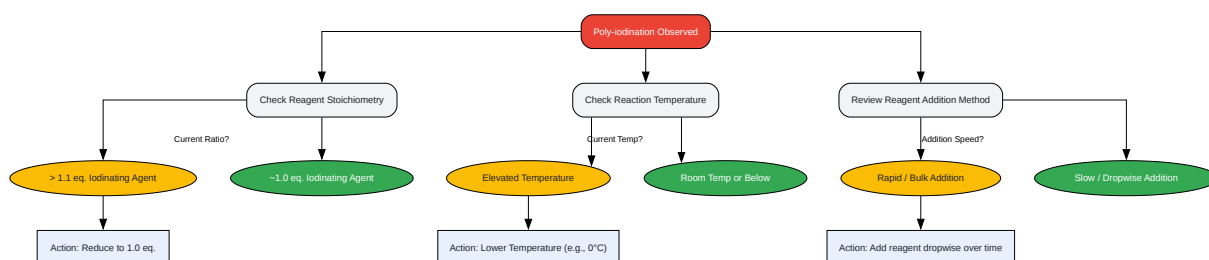 Poly-iodination Observed
Check Reagent Stoichiometry
Check Reaction Temperature
Review Reagent Addition Method
Current Ratio?
Current Temp?
Addition Speed?
> 1.1 eq. Iodinating Agent
~1.0 eq. Iodinating Agent
Elevated Temperature
Room Temp or Below
Rapid / Bulk Addition
Slow / Dropwise Addition
Action: Reduce to 1.0 eq.
Action: Lower Temperature (e.g., 0°C)
Action: Add reagent dropwise over time